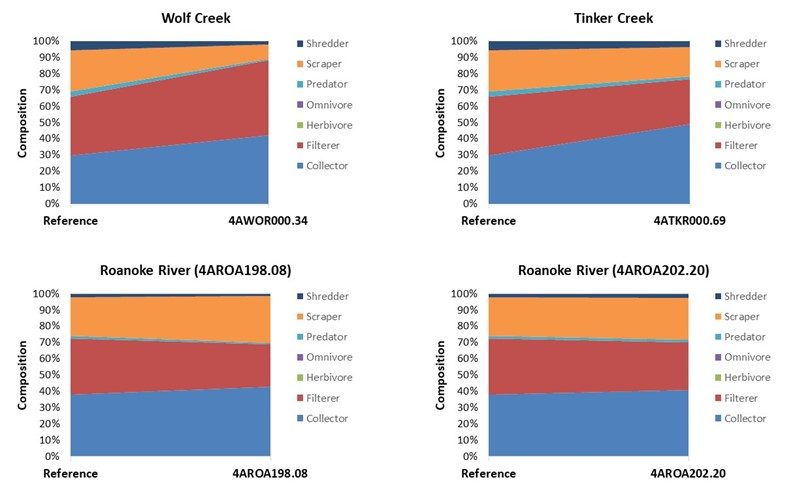 Wolf Creek
Composition
100%
90%
80%
70%
60%
50%
40%
30%
20%
10%
0%
Reference
4AWOR000.34
Shredder
Scraper
Predator
Omnivore
Herbivore
Filterer
Collector
Tinker Creek
Composition
100%
90%
80%
70%
60%
50%
40%
30%
20%
10%
0%
Reference
4ATKR000.69
Shredder
Scraper
Predator
Omnivore
Herbivore
Filterer
Collector
Roanoke River (4AROA198.08)
Composition
100%
90%
80%
70%
60%
50%
40%
30%
20%
10%
0%
Reference
4AROA198.08
Shredder
Scraper
Predator
Omnivore
Herbivore
Filterer
Collector
Roanoke River (4AROA202.20)
Composition
100%
90%
80%
70%
60%
50%
40%
30%
20%
10%
0%
Reference
4AROA202.20
Shredder
Scraper
Predator
Omnivore
Herbivore
Filterer
Collector